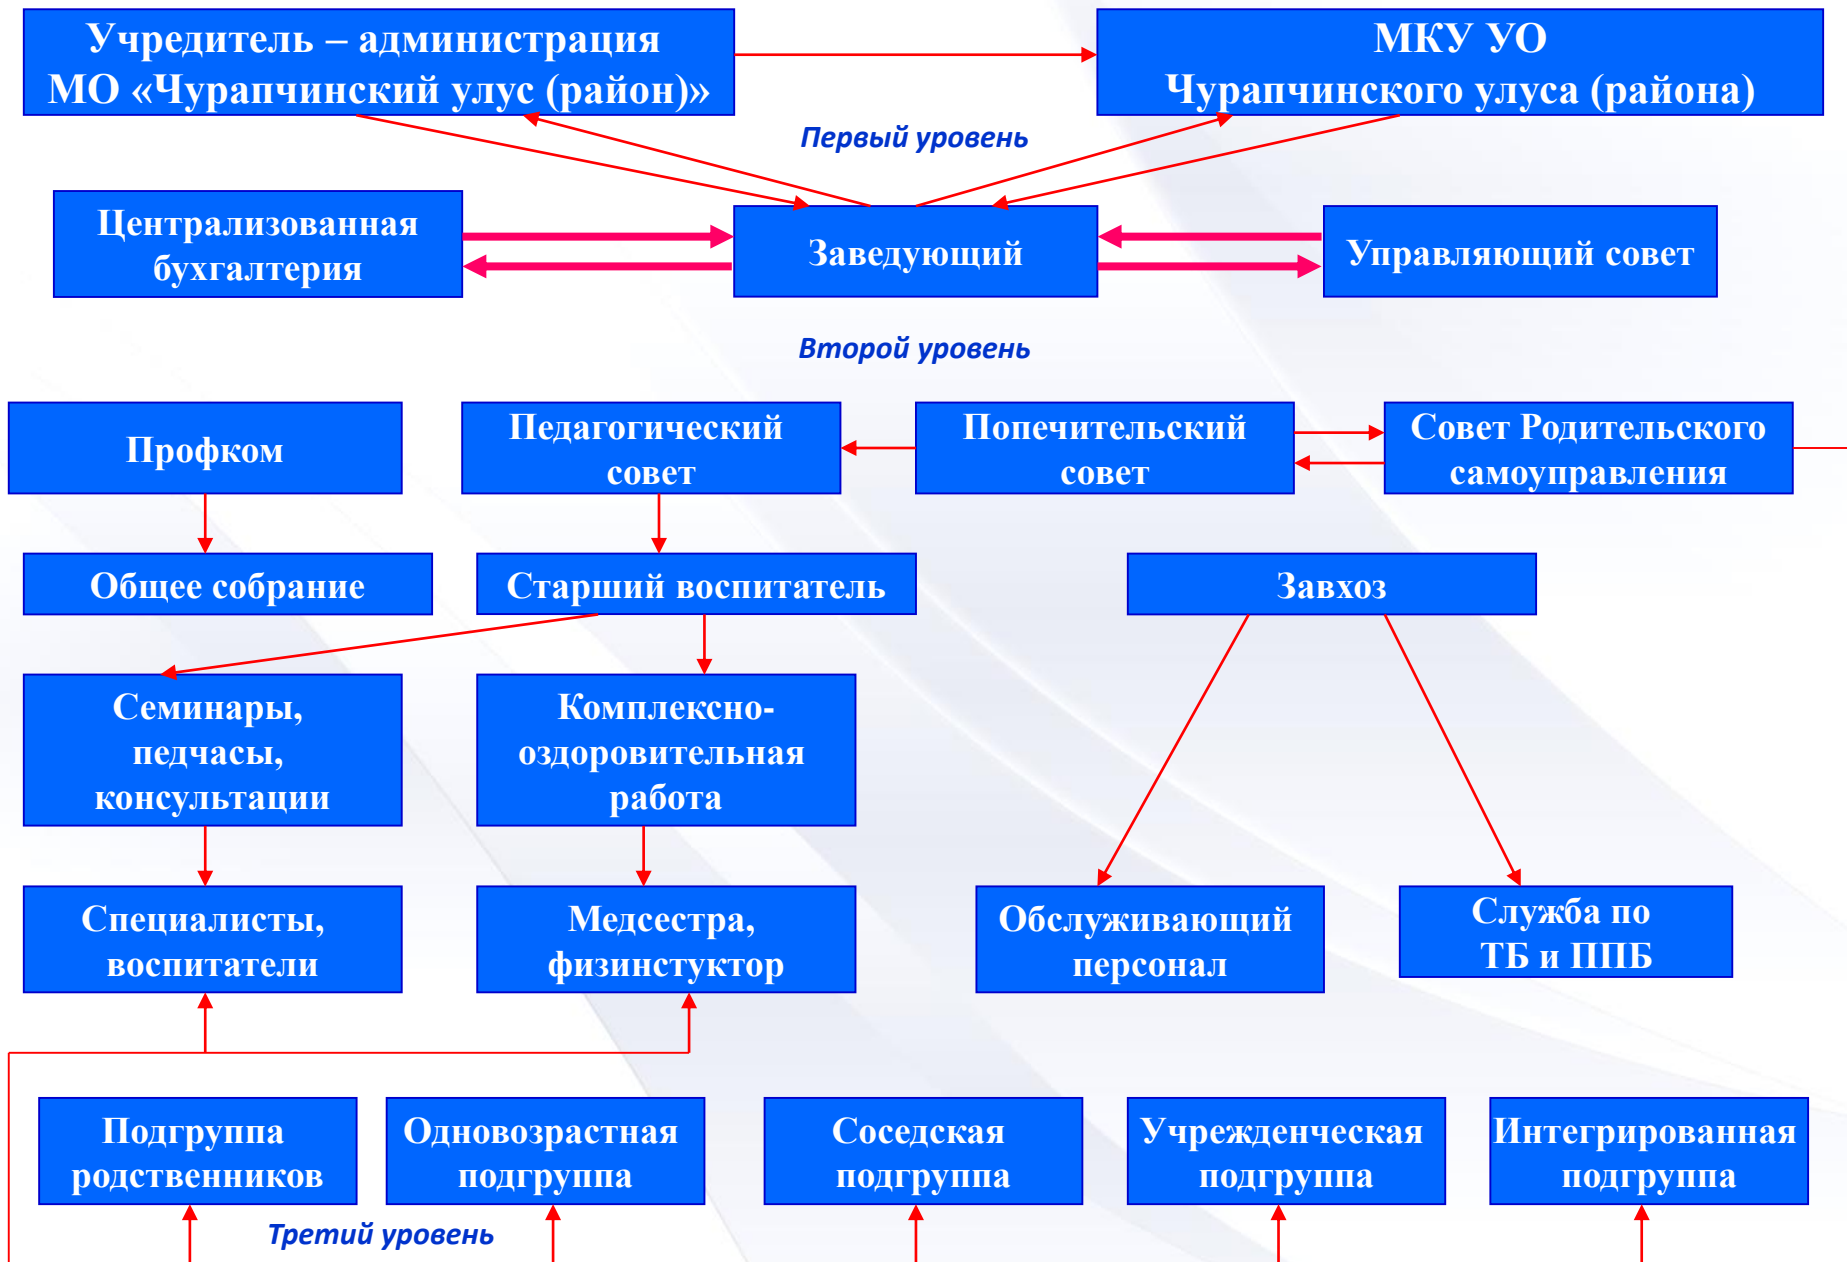 Учредитель – администрация
МО «Чурапчинский улус (район)»
МКУ УО
Чурапчинского улуса (района)
Первый уровень
Централизованная
бухгалтерия
Заведующий
Управляющий совет
Второй уровень
Профком
Педагогический
совет
Попечительский
совет
Совет Родительского
самоуправления
Общее собрание
Старший воспитатель
Завхоз
Семинары,
педчасы,
консультации
Комплексно-
оздоровительная
работа
Специалисты,
воспитатели
Медсестра,
физинстуктор
Обслуживающий
персонал
Служба по
ТБ и ППБ
Подгруппа
родственников
Одновозрастная
подгруппа
Соседская
подгруппа
Учрежденческая
подгруппа
Интегрированная
подгруппа
Третий уровень